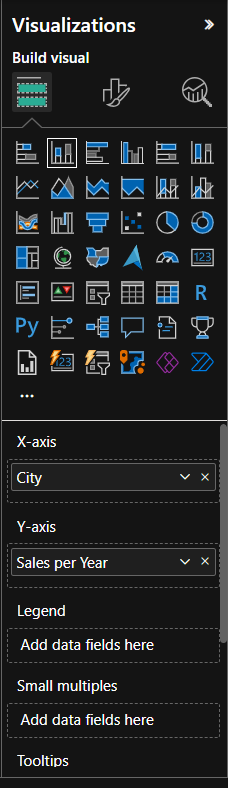 Visualizations
Build visual
123
R
Py
123
...
X-axis
City
Y-axis
Sales per Year
Legend
Add data fields here
Small multiples
Add data fields here
Tooltips